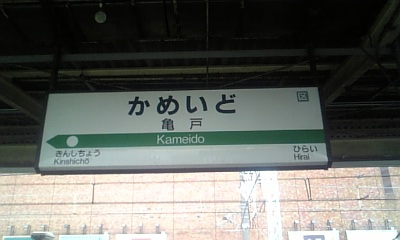 かめいど
亀戸
Kameido
きんしちょう
Kinshichō
ひらい
Hirai